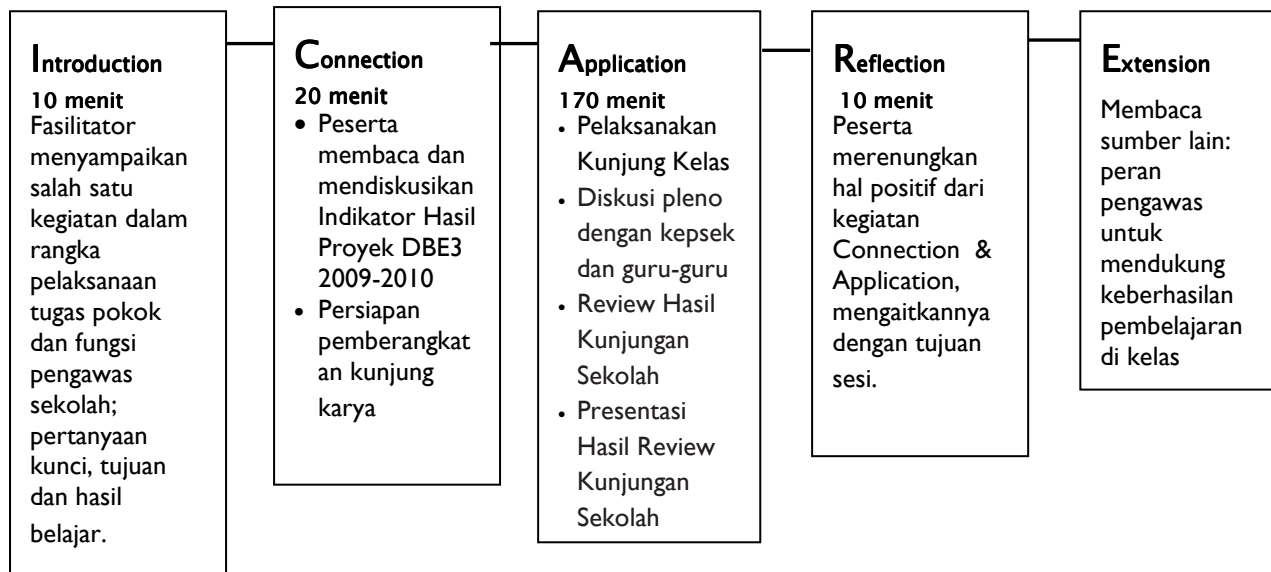 Introduction
10 menit
Fasilitator
menyampaikan
salah satu
kegiatan dalam
rangka
pelaksanaan
tugas pokok
dan fungsi
pengawas
sekolah;
pertanyaan
kunci, tujuan
dan hasil
belajar.
Connection
20 menit
• Peserta
membaca dan
mendiskusikan
Indikator Hasil
Proyek DBE3
2009-2010
• Persiapan
pemberangkat
an kunjung
karya
Application
170 menit
• Pelaksanakan
Kunjung Kelas
• Diskusi pleno
dengan kepsek
dan guru-guru
• Review Hasil
Kunjungan
Sekolah
• Presentasi
Hasil Review
Kunjungan
Sekolah
Reflection
10 menit
Peserta
merenungkan
hal positif dari
kegiatan
Connection &
Application,
mengaitkannya
dengan tujuan
sesi.
Extension
Membaca
sumber lain:
peran
pengawas
untuk
mendukung
keberhasilan
pembelajaran
di kelas